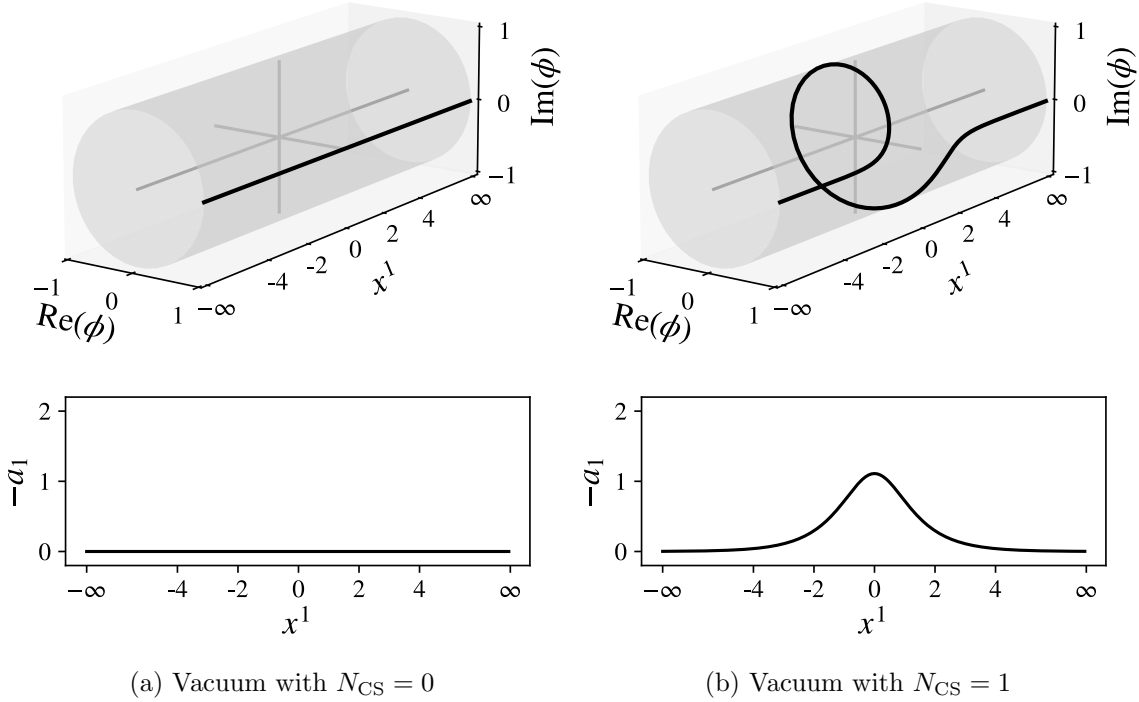 1
0
−1
Im(ϕ)
∞
4
2
0
-2
-4
−∞
x¹
−1
0
1
Re(ϕ)
1
0
−1
Im(ϕ)
∞
4
2
0
-2
-4
−∞
x¹
−1
0
1
Re(ϕ)
2
1
0
−a₁
−∞ -4 -2 0 2 4 ∞
x¹
2
1
0
−a₁
−∞ -4 -2 0 2 4 ∞
x¹
(a) Vacuum with N_CS = 0
(b) Vacuum with N_CS = 1